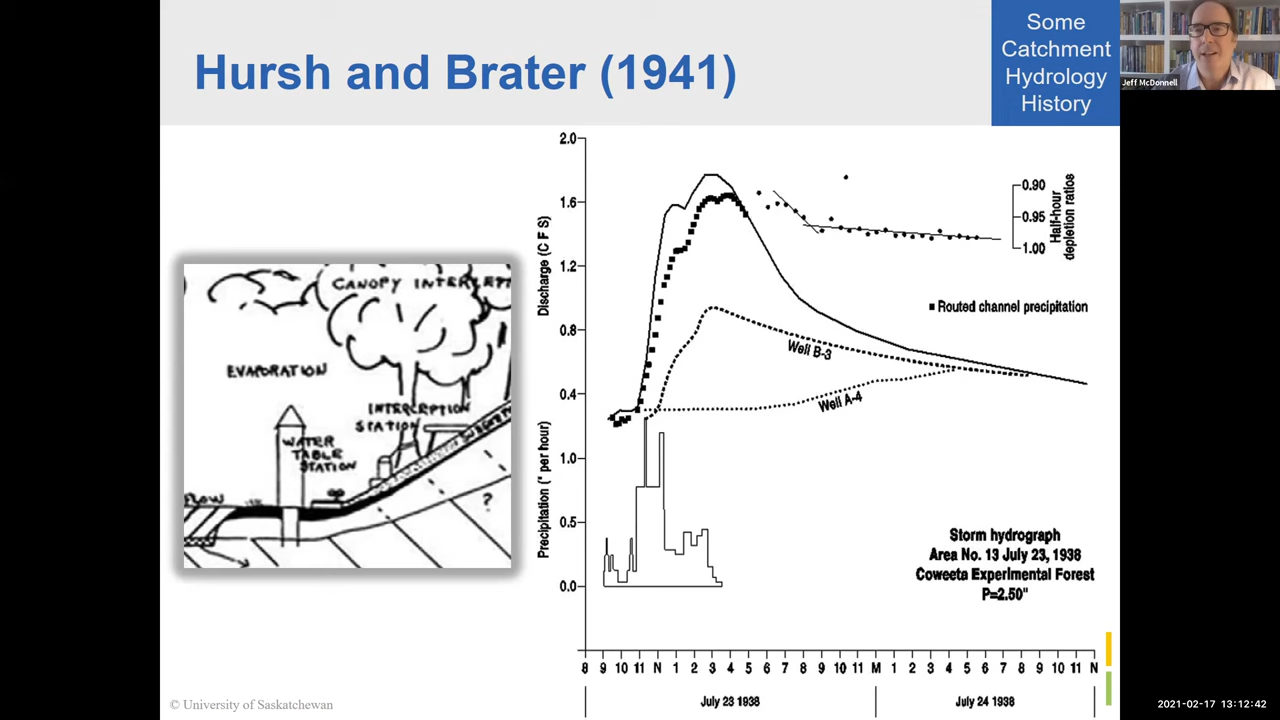 Hursh and Brater (1941)
Some
Catchment
Hydrology
History
Jeff McDonnell
CANOPY INTERCEPT
EVAPORATION
INTERCEPTION
STATION
WATER
TABLE
STATION
FLOW
?
2.0
1.6
1.2
0.8
0.4
Discharge (C F S)
0.90
0.95
1.00
Half-hour
depletion ratios
Routed channel precipitation
Well B-3
Well A-4
1.0
0.5
0.0
Precipitation (" per hour)
Storm hydrograph
Area No. 13 July 23, 1938
Coweeta Experimental Forest
P=2.50"
8 9 10 11 N 1 2 3 4 5 6 7 8 9 10 11 M 1 2 3 4 5 6 7 8 9 10 11 N
July 23 1938
July 24 1938
© University of Saskatchewan
2021-02-17 13:12:42